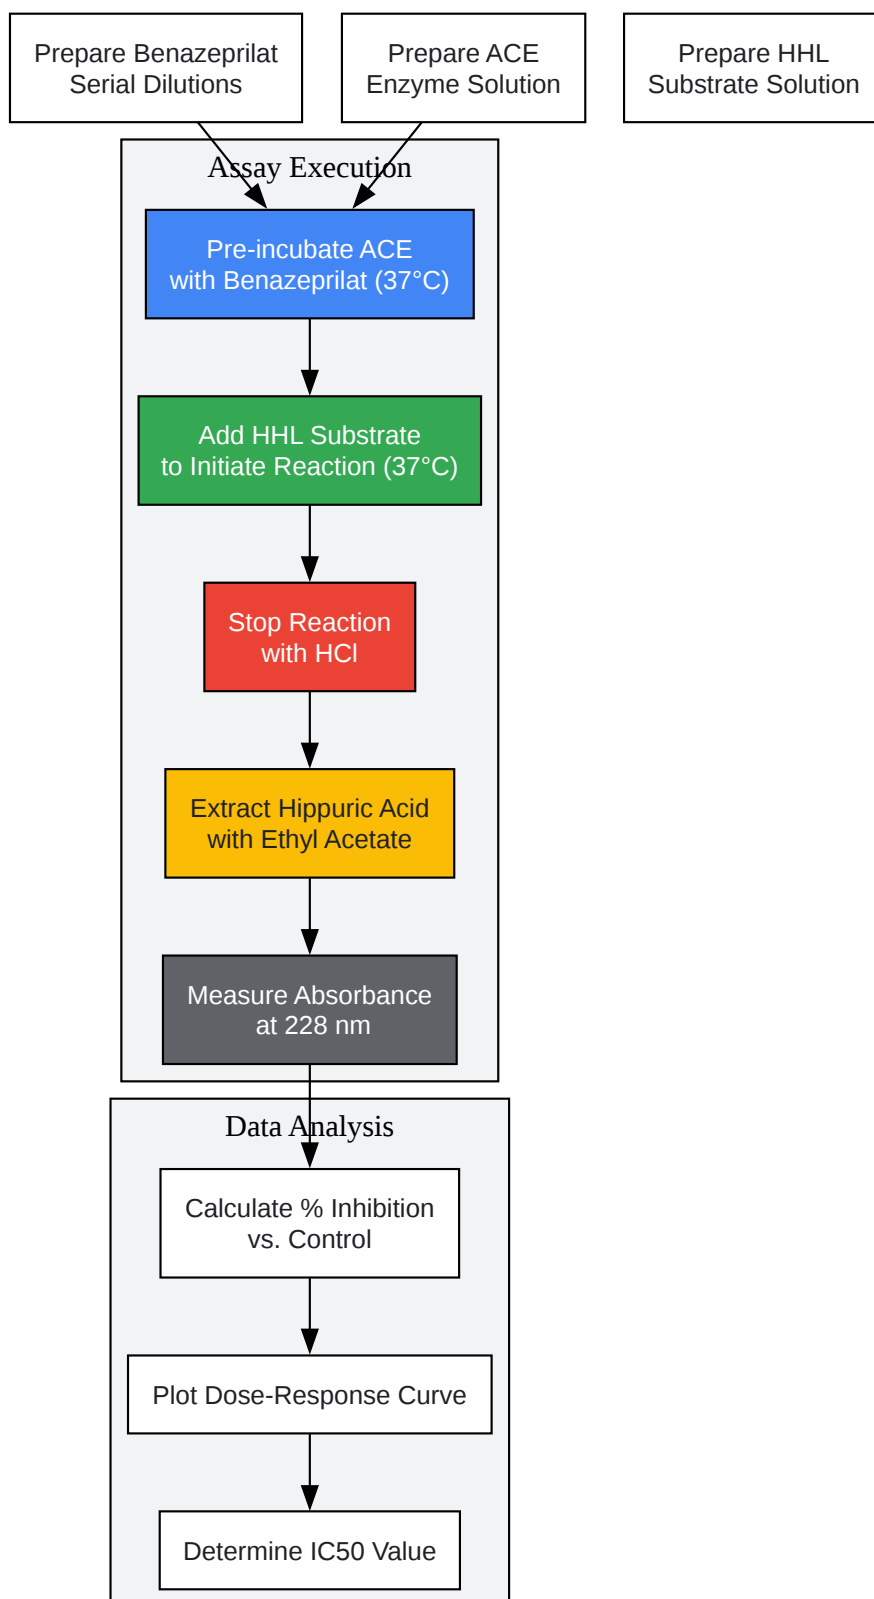 Prepare Benazeprilat
Serial Dilutions
Prepare ACE
Enzyme Solution
Prepare HHL
Substrate Solution
Assay Execution
Pre-incubate ACE
with Benazeprilat (37°C)
Add HHL Substrate
to Initiate Reaction (37°C)
Stop Reaction
with HCl
Extract Hippuric Acid
with Ethyl Acetate
Measure Absorbance
at 228 nm
Data Analysis
Calculate % Inhibition
vs. Control
Plot Dose-Response Curve
Determine IC50 Value